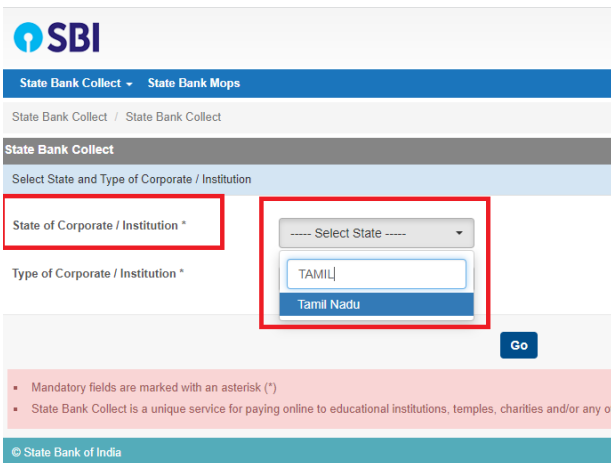 SBI
State Bank Collect State Bank Mops
State Bank Collect / State Bank Collect
State Bank Collect
Select State and Type of Corporate / Institution
State of Corporate / Institution *
----- Select State -----
TAMIL
Type of Corporate / Institution *
Tamil Nadu
Go
Mandatory fields are marked with an asterisk (*)
State Bank Collect is a unique service for paying online to educational institutions, temples, charities and/or any o
© State Bank of India